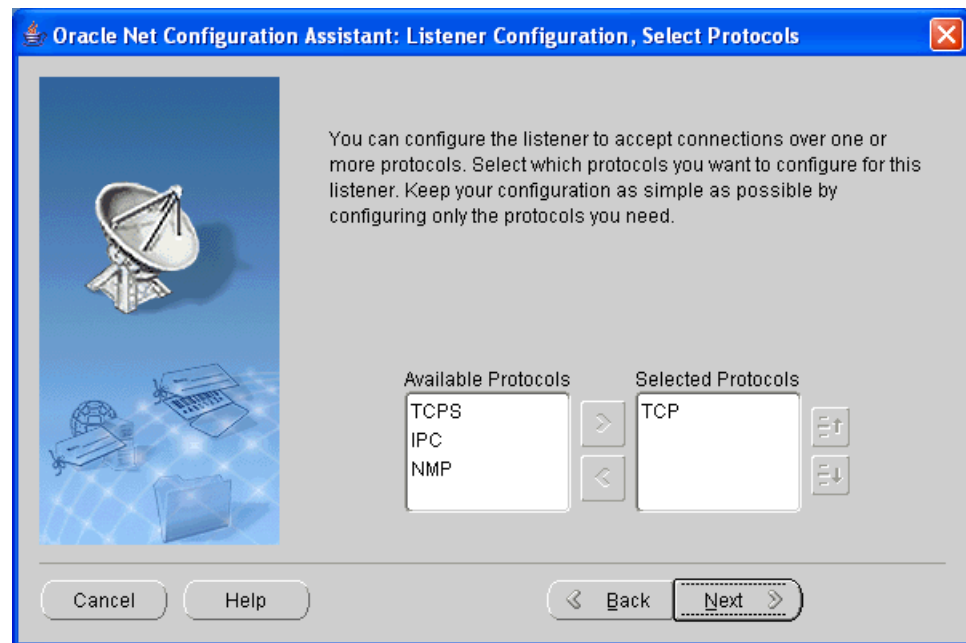 Oracle Net Configuration Assistant: Listener Configuration, Select Protocols
You can configure the listener to accept connections over one or
more protocols. Select which protocols you want to configure for this
listener. Keep your configuration as simple as possible by
configuring only the protocols you need.
Available Protocols
TCPS
IPC
NMP
Selected Protocols
TCP
Cancel
Help
Back
Next